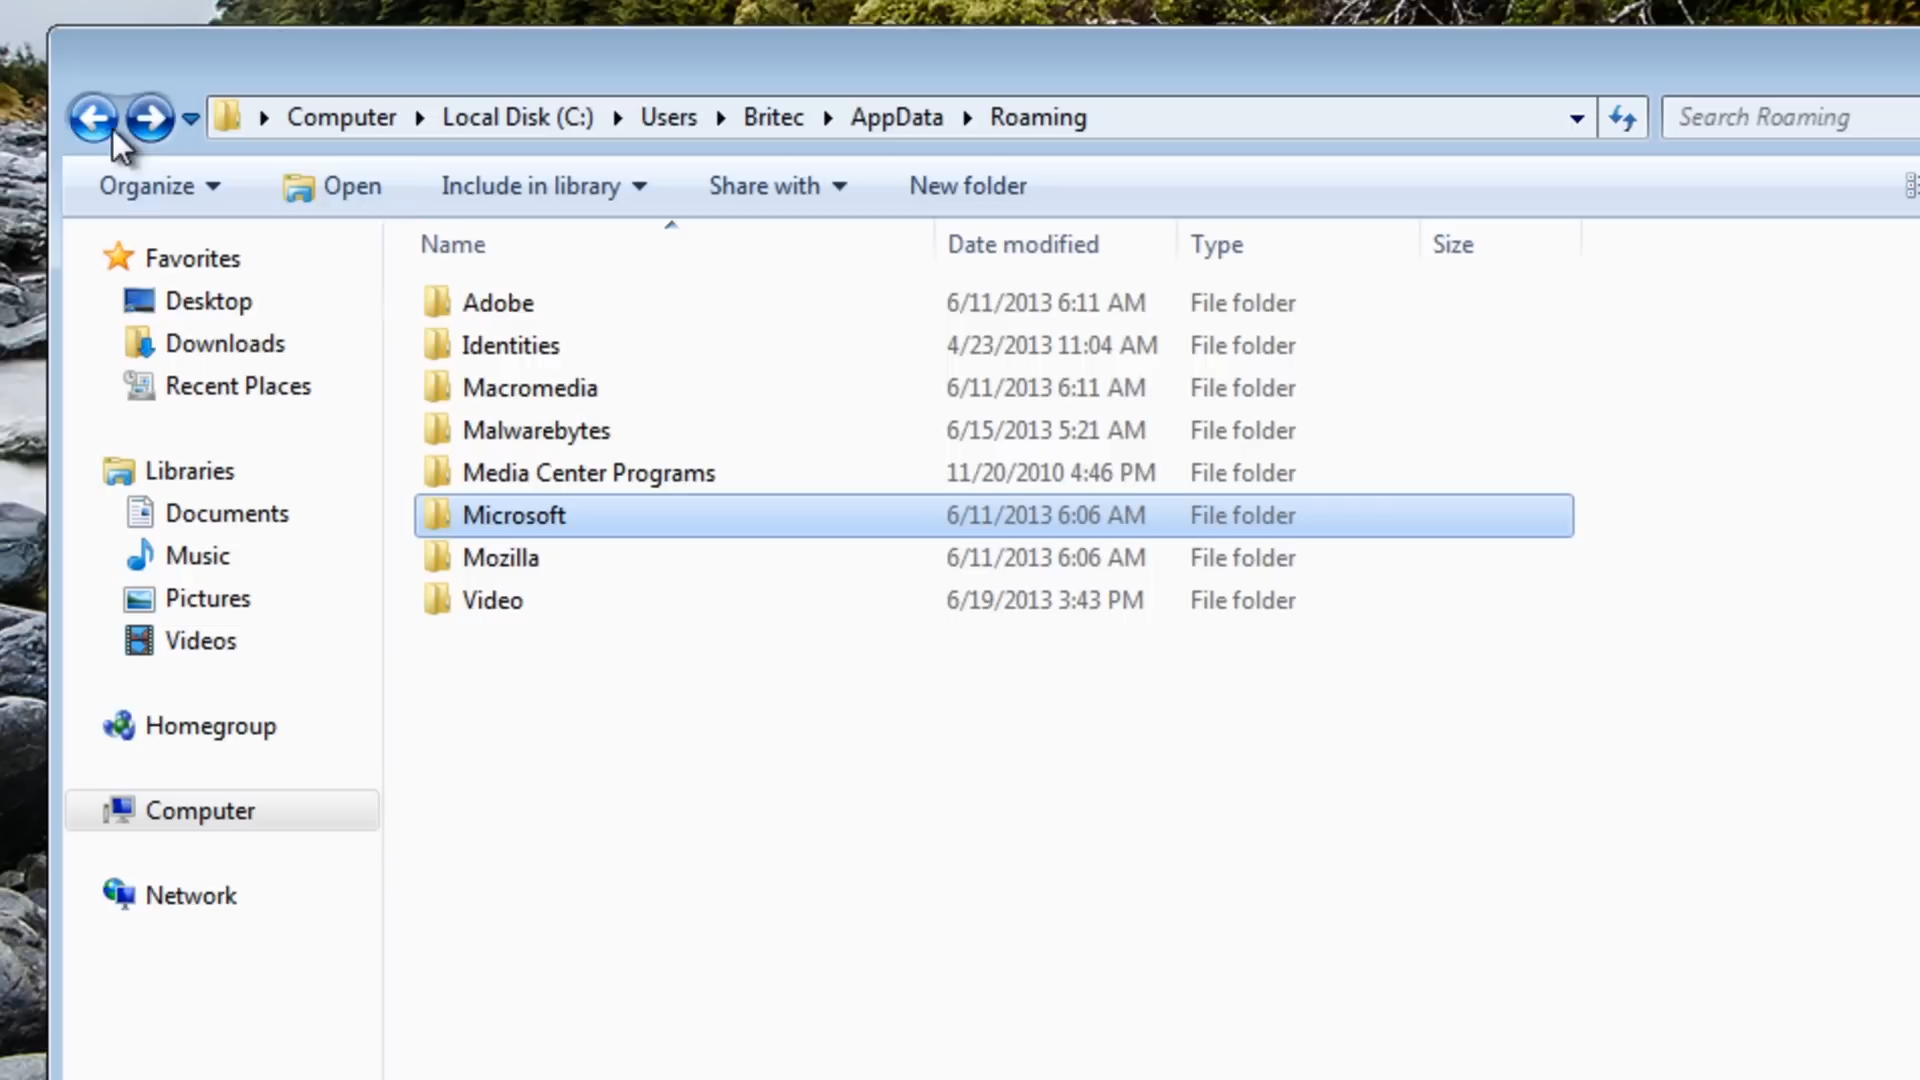 Computer Local Disk (C:) Users Britec AppData Roaming
Search Roaming
Organize Open Include in library Share with New folder
Name Date modified Type Size
Favorites
Desktop
Downloads
Recent Places
Libraries
Documents
Music
Pictures
Videos
Homegroup
Computer
Network
Adobe 6/11/2013 6:11 AM File folder
Identities 4/23/2013 11:04 AM File folder
Macromedia 6/11/2013 6:11 AM File folder
Malwarebytes 6/15/2013 5:21 AM File folder
Media Center Programs 11/20/2010 4:46 PM File folder
Microsoft 6/11/2013 6:06 AM File folder
Mozilla 6/11/2013 6:06 AM File folder
Video 6/19/2013 3:43 PM File folder